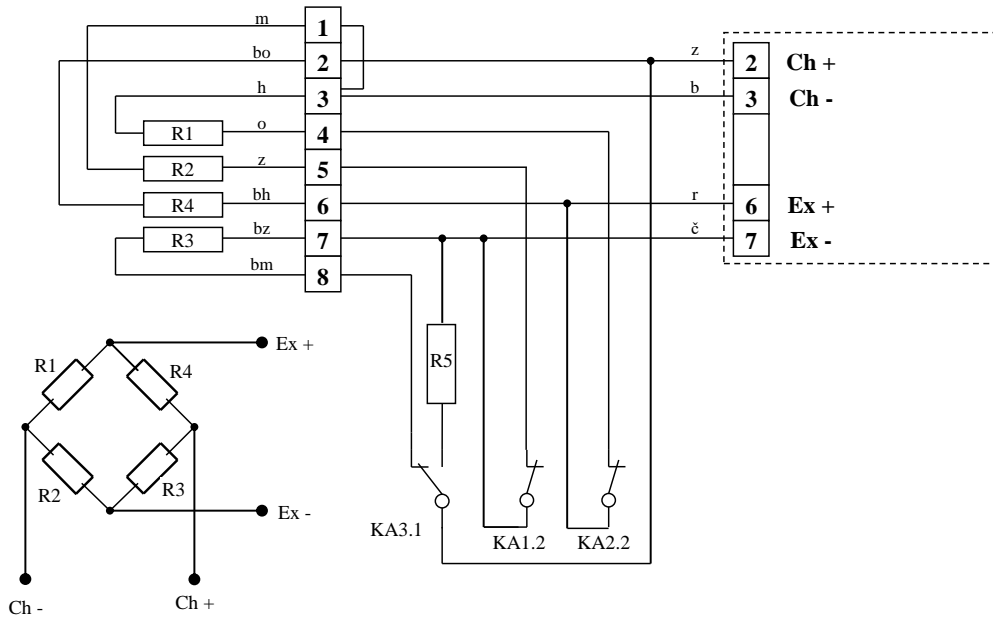 m 1
bo 2 z 2 Ch +
h 3 b 3 Ch -
R1 o 4
R2 z 5
R4 bh 6 r 6 Ex +
R3 bz 7 č 7 Ex -
bm 8
Ex +
R1 R4 R5
R2 R3
Ex -
KA3.1 KA1.2 KA2.2
Ch - Ch +